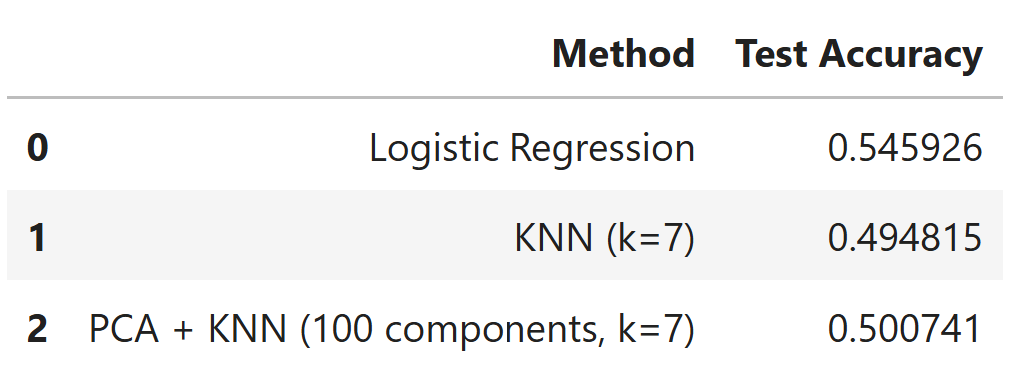 Method Test Accuracy
0 Logistic Regression 0.545926
1 KNN (k=7) 0.494815
2 PCA + KNN (100 components, k=7) 0.500741